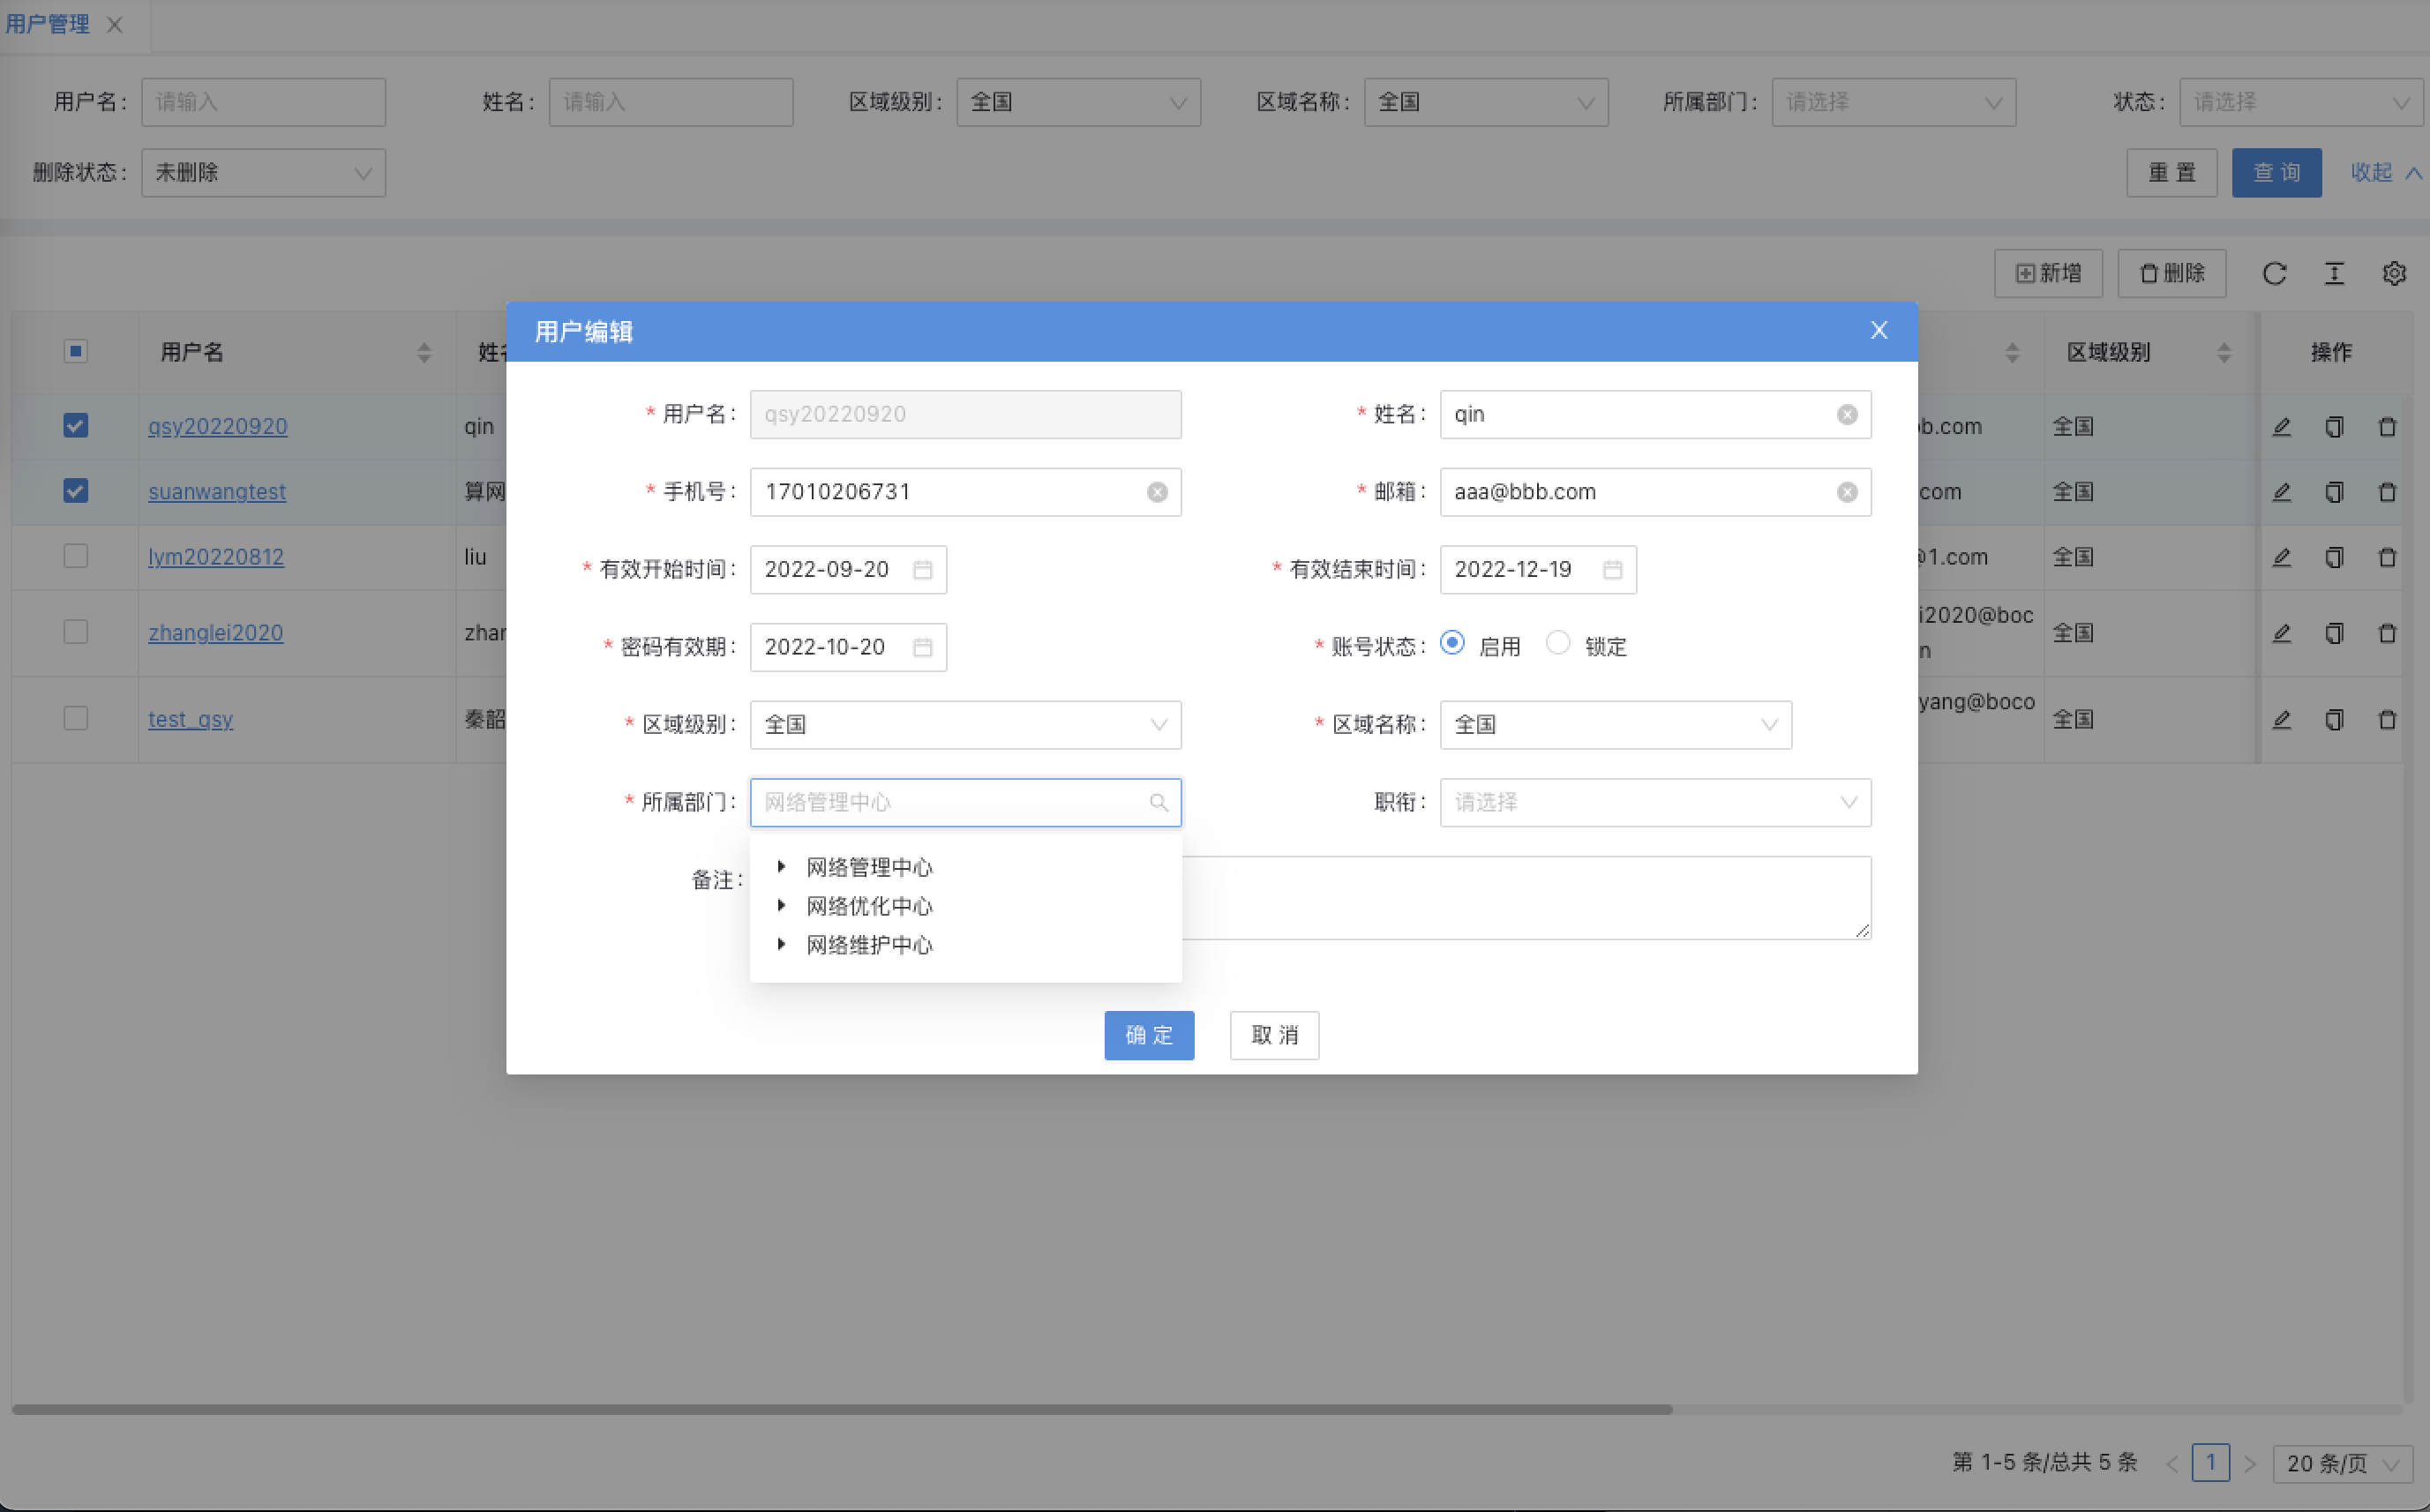 用户管理
用户名： 请输入 姓名： 请输入 区域级别： 全国 区域名称： 全国 所属部门： 请选择 状态： 请选择
删除状态： 未删除 重 置 查 询 收起
新增 删除
用户名 姓名 区域级别 操作
用户编辑
* 用户名： qsy20220920 * 姓名： qin
qsy20220920 qin b.com 全国
* 手机号： 17010206731 * 邮箱： aaa@bbb.com
suanwangtest 算网 com 全国
* 有效开始时间： 2022-09-20 * 有效结束时间： 2022-12-19
lym20220812 liu @1.com 全国
* 密码有效期： 2022-10-20 * 账号状态： 启用 锁定
zhanglei2020 zhan i2020@boc 全国
n
* 区域级别： 全国 * 区域名称： 全国
test_qsy 秦韶 yang@boco 全国
* 所属部门： 网络管理中心 职衔： 请选择
网络管理中心
备注：
网络优化中心
网络维护中心
确 定 取 消
第 1-5 条/总共 5 条 < 1 > 20 条/页